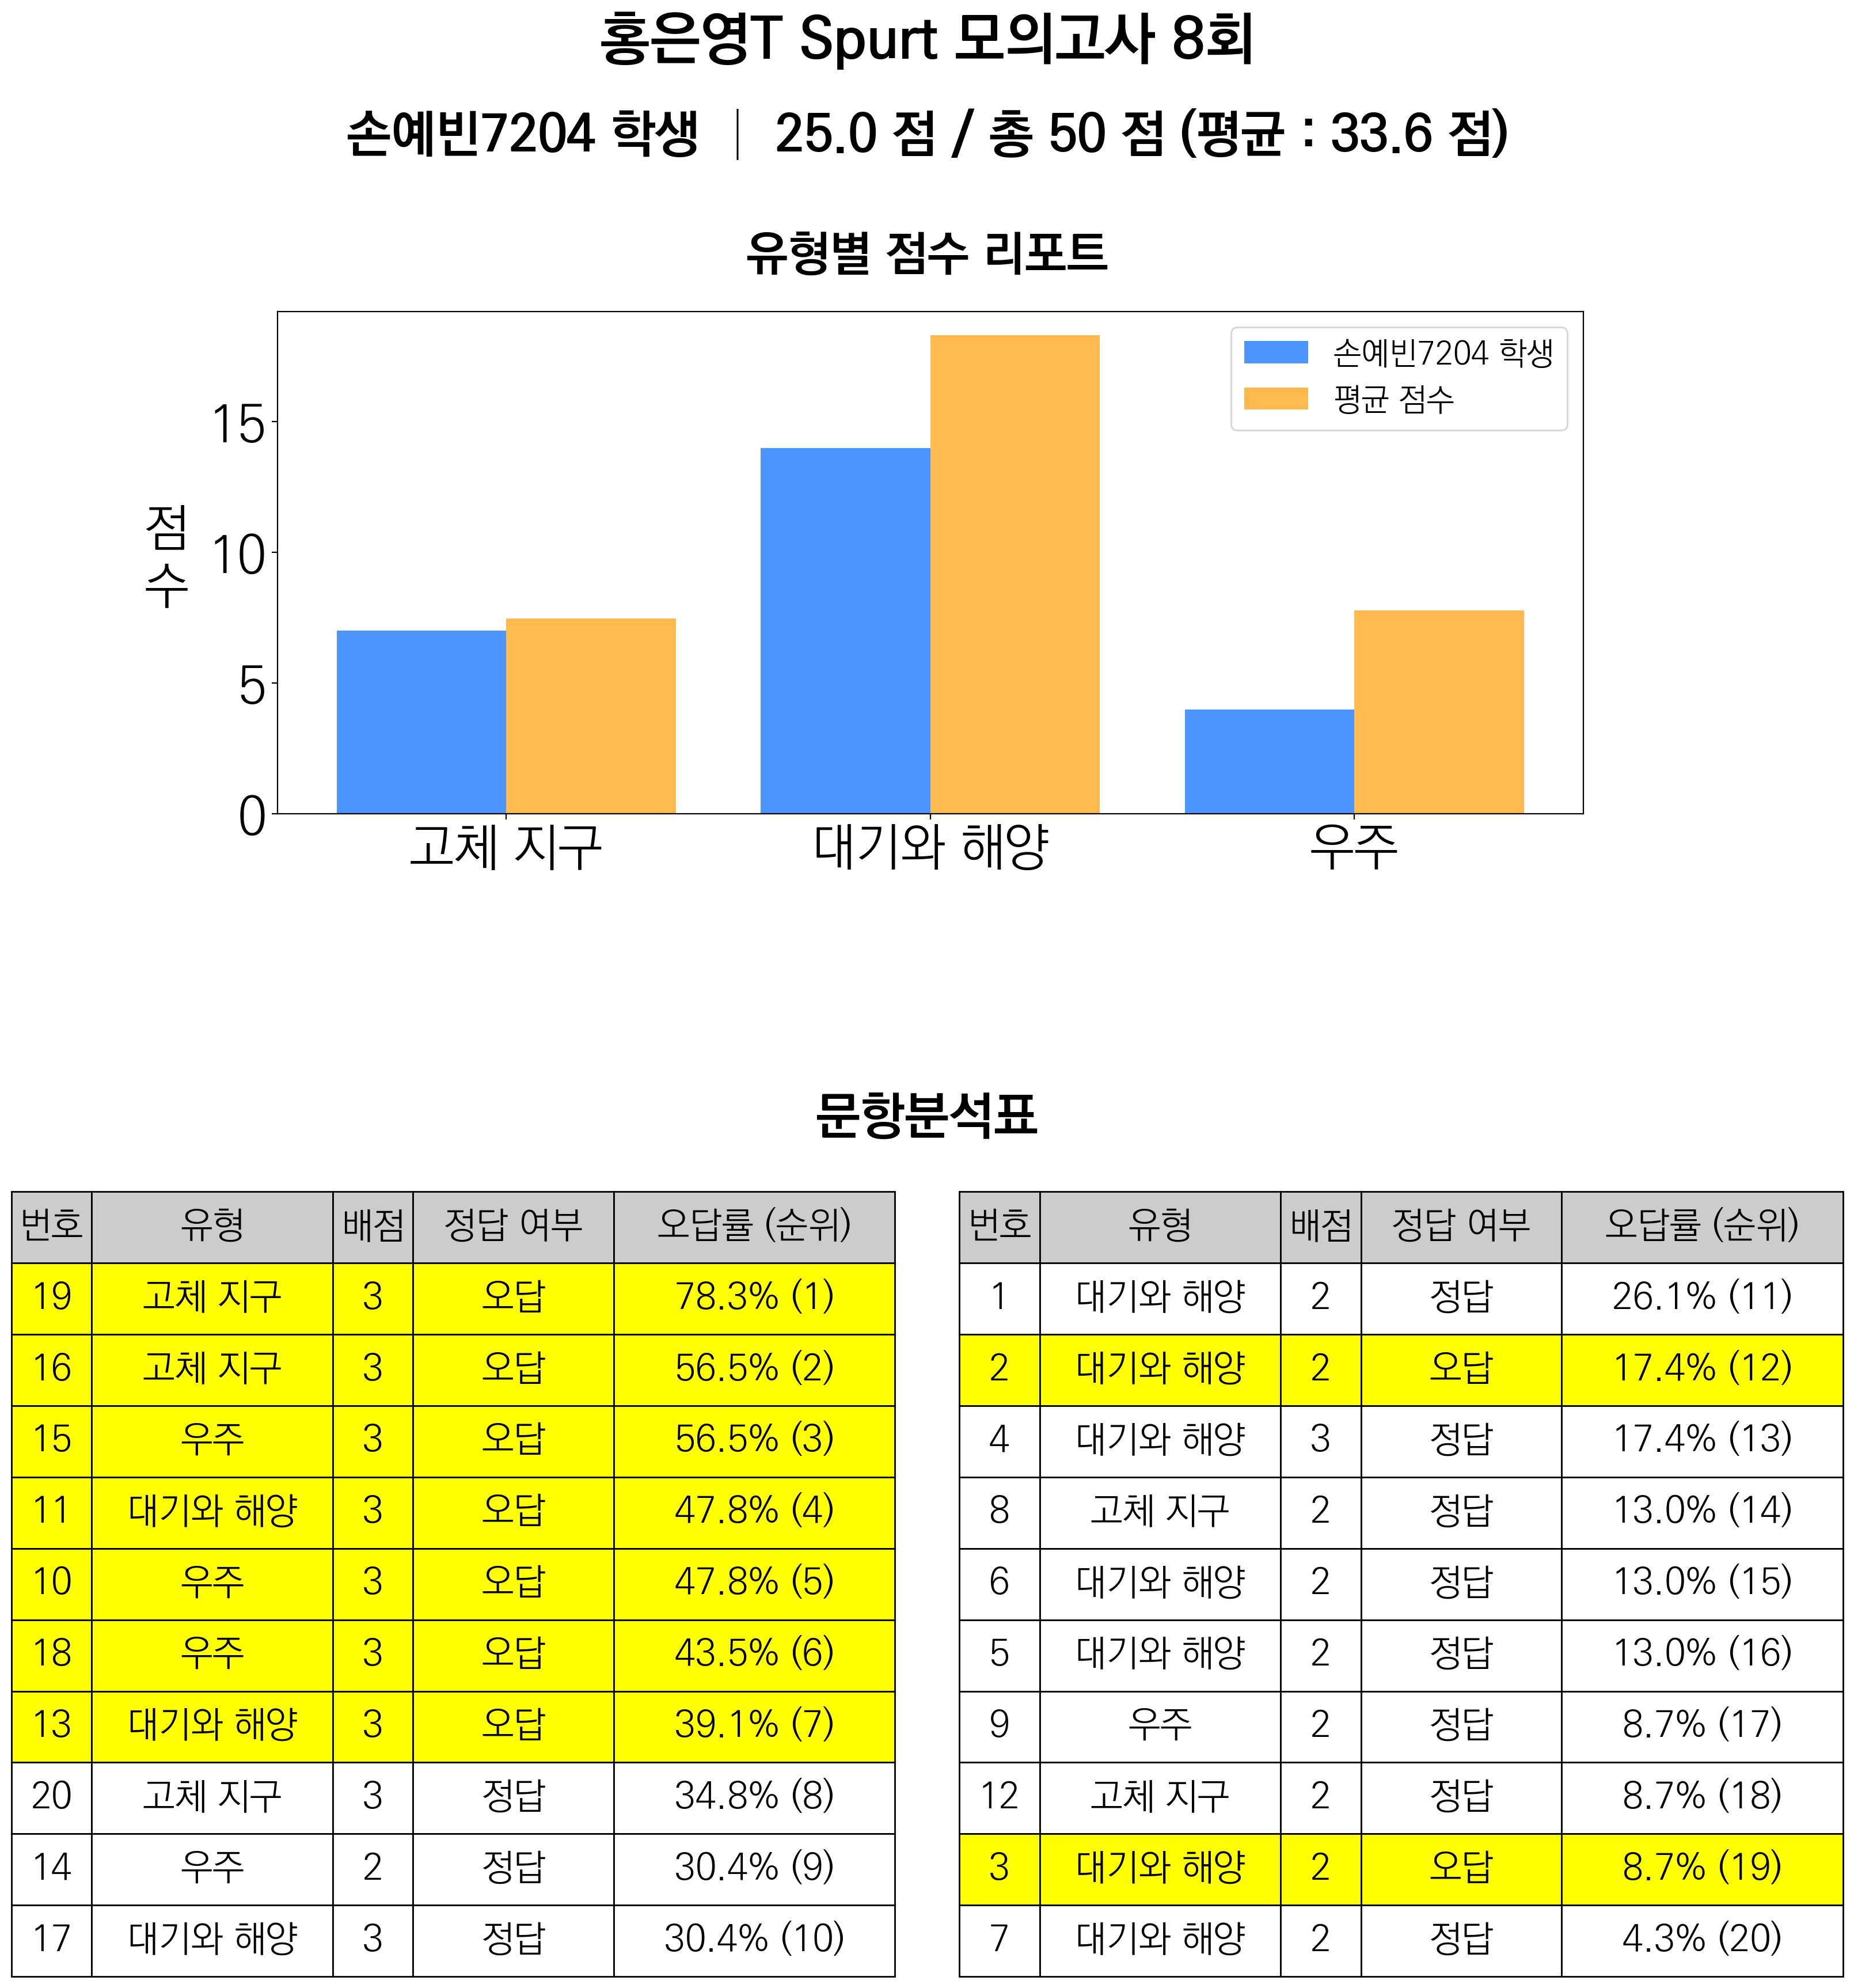 홍은영T Spurt 모의고사 8회
손예빈7204 학생 │ 25.0 점 / 총 50 점 (평균 : 33.6 점)
유형별 점수 리포트
손예빈7204 학생
평균 점수
점수
15
10
5
0
고체 지구 대기와 해양 우주
문항분석표
번호 유형 배점 정답 여부 오답률 (순위)
19 고체 지구 3 오답 78.3% (1)
16 고체 지구 3 오답 56.5% (2)
15 우주 3 오답 56.5% (3)
11 대기와 해양 3 오답 47.8% (4)
10 우주 3 오답 47.8% (5)
18 우주 3 오답 43.5% (6)
13 대기와 해양 3 오답 39.1% (7)
20 고체 지구 3 정답 34.8% (8)
14 우주 2 정답 30.4% (9)
17 대기와 해양 3 정답 30.4% (10)
번호 유형 배점 정답 여부 오답률 (순위)
1 대기와 해양 2 정답 26.1% (11)
2 대기와 해양 2 오답 17.4% (12)
4 대기와 해양 3 정답 17.4% (13)
8 고체 지구 2 정답 13.0% (14)
6 대기와 해양 2 정답 13.0% (15)
5 대기와 해양 2 정답 13.0% (16)
9 우주 2 정답 8.7% (17)
12 고체 지구 2 정답 8.7% (18)
3 대기와 해양 2 오답 8.7% (19)
7 대기와 해양 2 정답 4.3% (20)